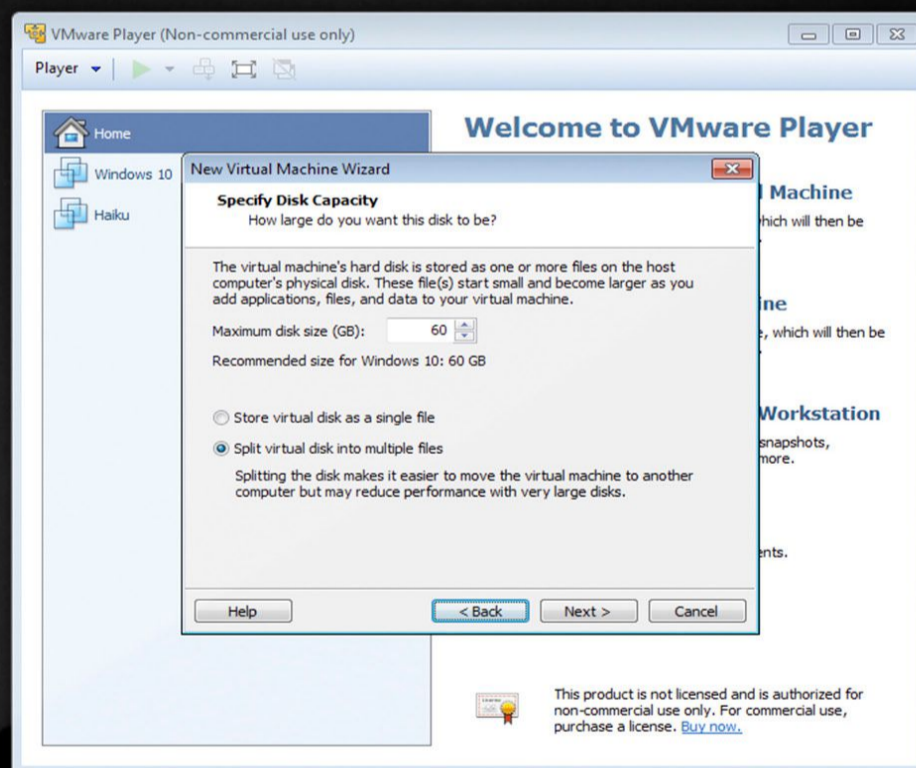 VMware Player (Non-commercial use only)
Player
Home
Windows 10
Haiku
Welcome to VMware Player
Machine
which will then be
ine
e, which will then be
Workstation
snapshots,
more.
ents.
New Virtual Machine Wizard
Specify Disk Capacity
How large do you want this disk to be?
The virtual machine's hard disk is stored as one or more files on the host
computer's physical disk. These file(s) start small and become larger as you
add applications, files, and data to your virtual machine.
Maximum disk size (GB): 60
Recommended size for Windows 10: 60 GB
Store virtual disk as a single file
Split virtual disk into multiple files
Splitting the disk makes it easier to move the virtual machine to another
computer but may reduce performance with very large disks.
Help < Back Next > Cancel
This product is not licensed and is authorized for
non-commercial use only. For commercial use,
purchase a license. Buy now.